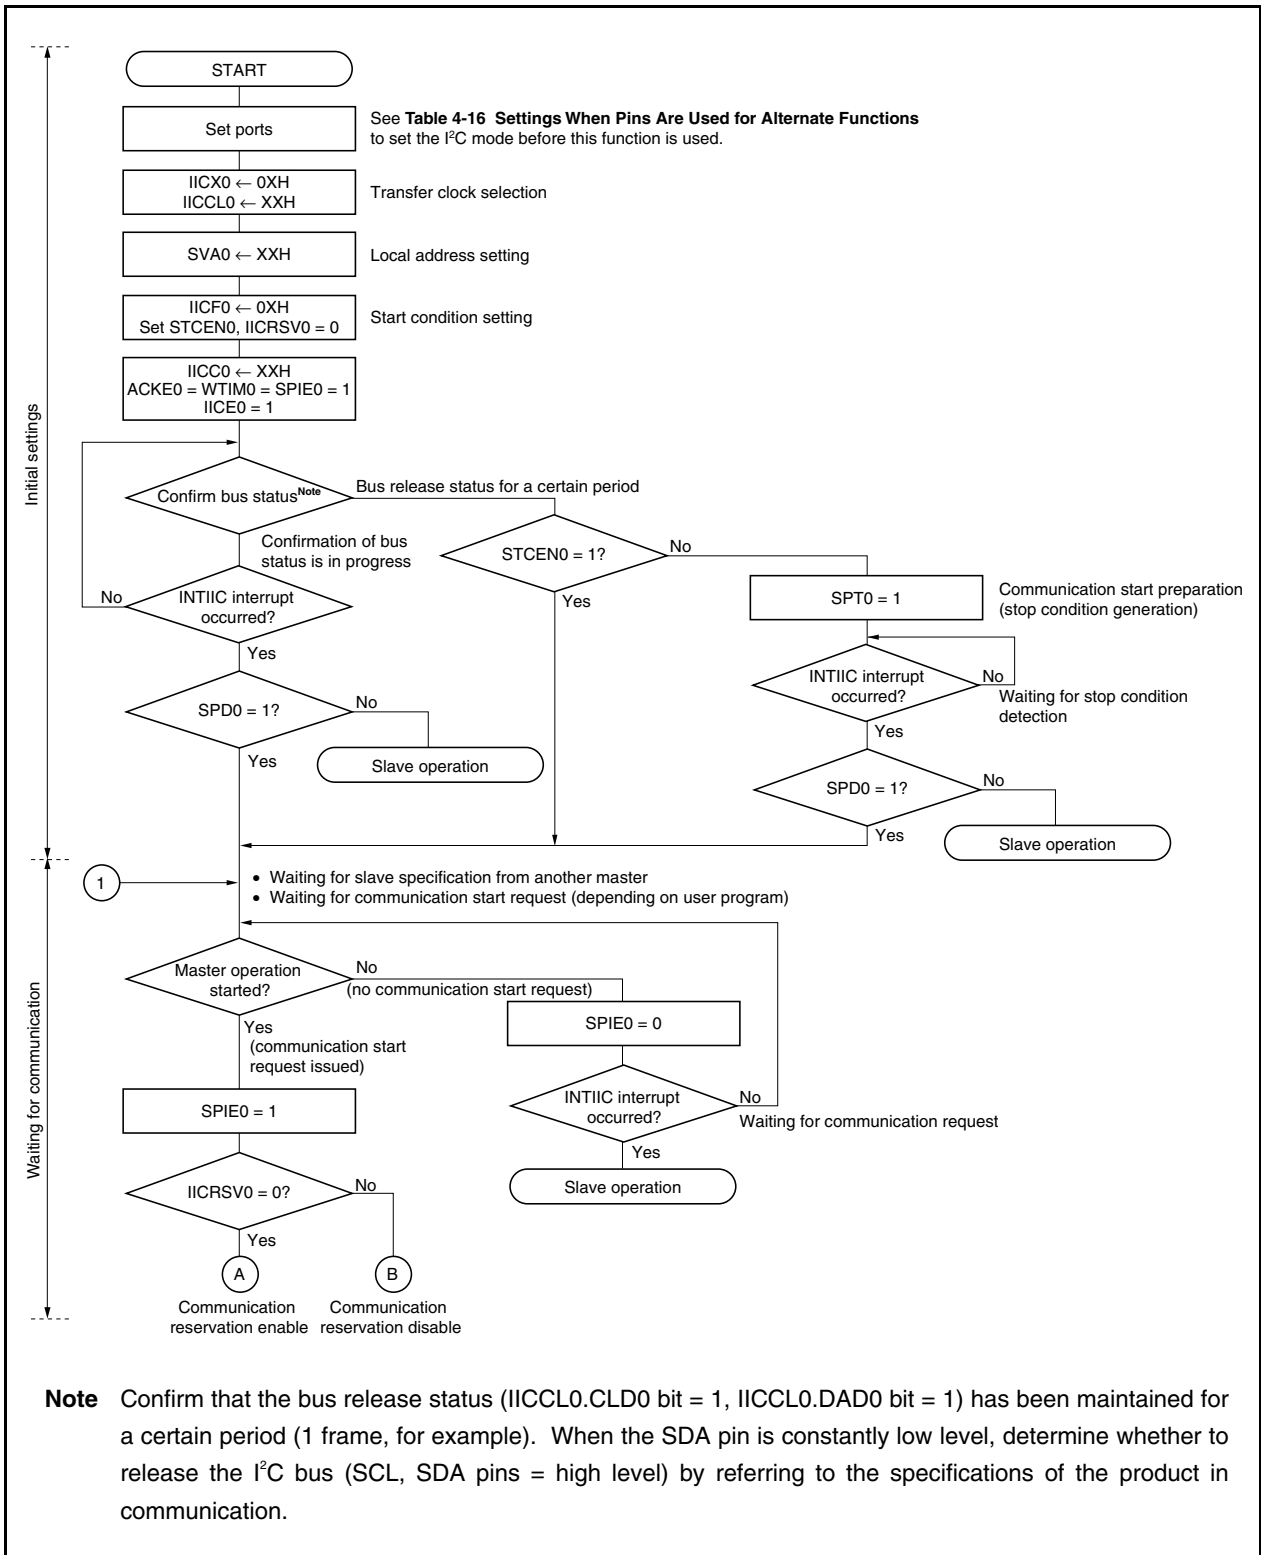 START
Set ports
See Table 4-16 Settings When Pins Are Used for Alternate Functions
to set the I²C mode before this function is used.
IICX0 ← 0XH
IICCL0 ← XXH
Transfer clock selection
SVA0 ← XXH
Local address setting
IICF0 ← 0XH
Set STCEN0, IICRSV0 = 0
Start condition setting
IICC0 ← XXH
ACKE0 = WTIM0 = SPIE0 = 1
IICE0 = 1
Initial settings
Confirm bus status^Note
Bus release status for a certain period
Confirmation of bus
status is in progress
STCEN0 = 1?
No
Yes
No
INTIIC interrupt
occurred?
Yes
SPT0 = 1
Communication start preparation
(stop condition generation)
INTIIC interrupt
occurred?
No
Waiting for stop condition
detection
Yes
SPD0 = 1?
No
Yes
Slave operation
SPD0 = 1?
No
Yes
Slave operation
1
• Waiting for slave specification from another master
• Waiting for communication start request (depending on user program)
Waiting for communication
Master operation
started?
No
(no communication start request)
Yes
(communication start
request issued)
SPIE0 = 0
INTIIC interrupt
occurred?
No
Waiting for communication request
Yes
Slave operation
SPIE0 = 1
IICRSV0 = 0?
No
Yes
A
B
Communication
reservation enable
Communication
reservation disable
Note Confirm that the bus release status (IICCL0.CLD0 bit = 1, IICCL0.DAD0 bit = 1) has been maintained for
a certain period (1 frame, for example). When the SDA pin is constantly low level, determine whether to
release the I²C bus (SCL, SDA pins = high level) by referring to the specifications of the product in
communication.